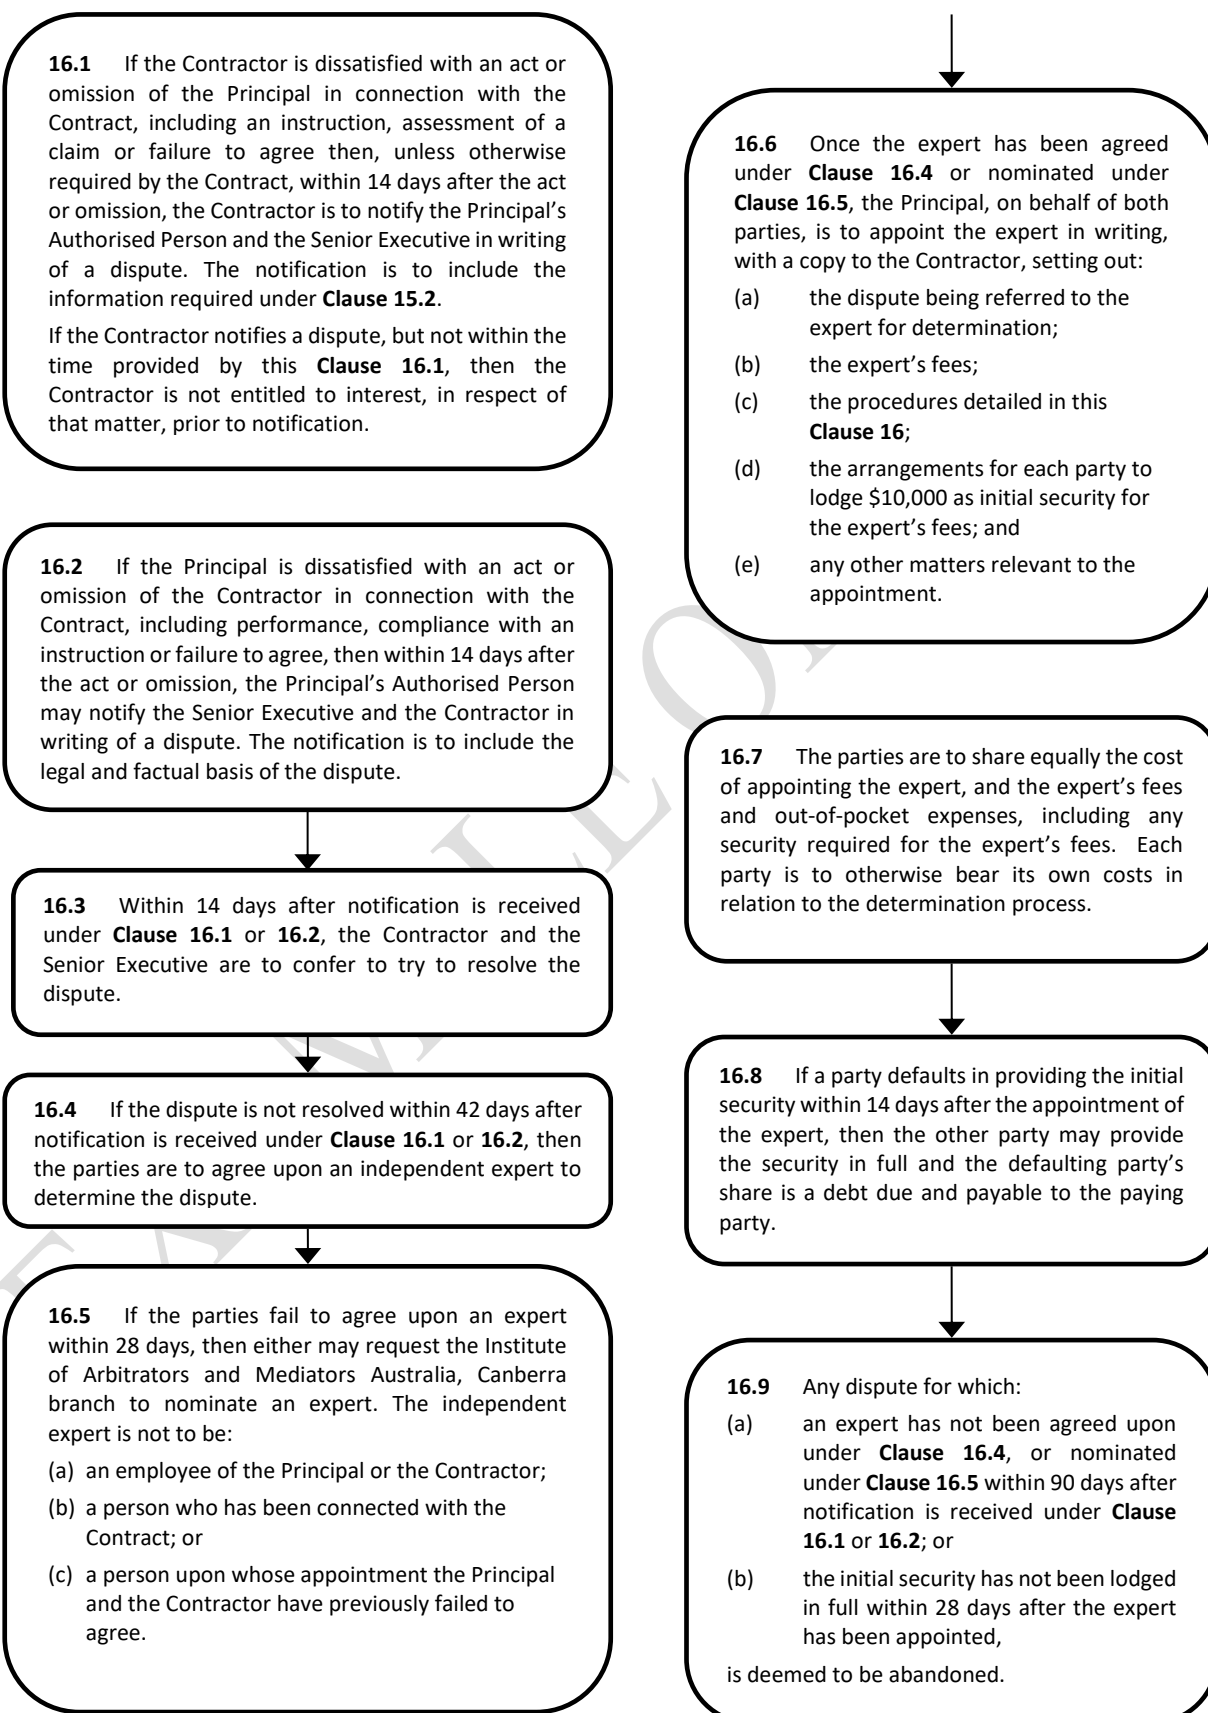 16.1 If the Contractor is dissatisfied with an act or
omission of the Principal in connection with the
Contract, including an instruction, assessment of a
claim or failure to agree then, unless otherwise
required by the Contract, within 14 days after the act
or omission, the Contractor is to notify the Principal’s
Authorised Person and the Senior Executive in writing
of a dispute. The notification is to include the
information required under Clause 15.2.
If the Contractor notifies a dispute, but not within the
time provided by this Clause 16.1, then the
Contractor is not entitled to interest, in respect of
that matter, prior to notification.
16.2 If the Principal is dissatisfied with an act or
omission of the Contractor in connection with the
Contract, including performance, compliance with an
instruction or failure to agree, then within 14 days after
the act or omission, the Principal’s Authorised Person
may notify the Senior Executive and the Contractor in
writing of a dispute. The notification is to include the
legal and factual basis of the dispute.
16.3 Within 14 days after notification is received
under Clause 16.1 or 16.2, the Contractor and the
Senior Executive are to confer to try to resolve the
dispute.
16.4 If the dispute is not resolved within 42 days after
notification is received under Clause 16.1 or 16.2, then
the parties are to agree upon an independent expert to
determine the dispute.
16.5 If the parties fail to agree upon an expert
within 28 days, then either may request the Institute
of Arbitrators and Mediators Australia, Canberra
branch to nominate an expert. The independent
expert is not to be:
(a) an employee of the Principal or the Contractor;
(b) a person who has been connected with the
Contract; or
(c) a person upon whose appointment the Principal
and the Contractor have previously failed to
agree.
16.6 Once the expert has been agreed
under Clause 16.4 or nominated under
Clause 16.5, the Principal, on behalf of both
parties, is to appoint the expert in writing,
with a copy to the Contractor, setting out:
(a) the dispute being referred to the
expert for determination;
(b) the expert’s fees;
(c) the procedures detailed in this
Clause 16;
(d) the arrangements for each party to
lodge $10,000 as initial security for
the expert’s fees; and
(e) any other matters relevant to the
appointment.
16.7 The parties are to share equally the cost
of appointing the expert, and the expert’s fees
and out-of-pocket expenses, including any
security required for the expert’s fees. Each
party is to otherwise bear its own costs in
relation to the determination process.
16.8 If a party defaults in providing the initial
security within 14 days after the appointment of
the expert, then the other party may provide
the security in full and the defaulting party’s
share is a debt due and payable to the paying
party.
16.9 Any dispute for which:
(a) an expert has not been agreed upon
under Clause 16.4, or nominated
under Clause 16.5 within 90 days after
notification is received under Clause
16.1 or 16.2; or
(b) the initial security has not been lodged
in full within 28 days after the expert
has been appointed,
is deemed to be abandoned.